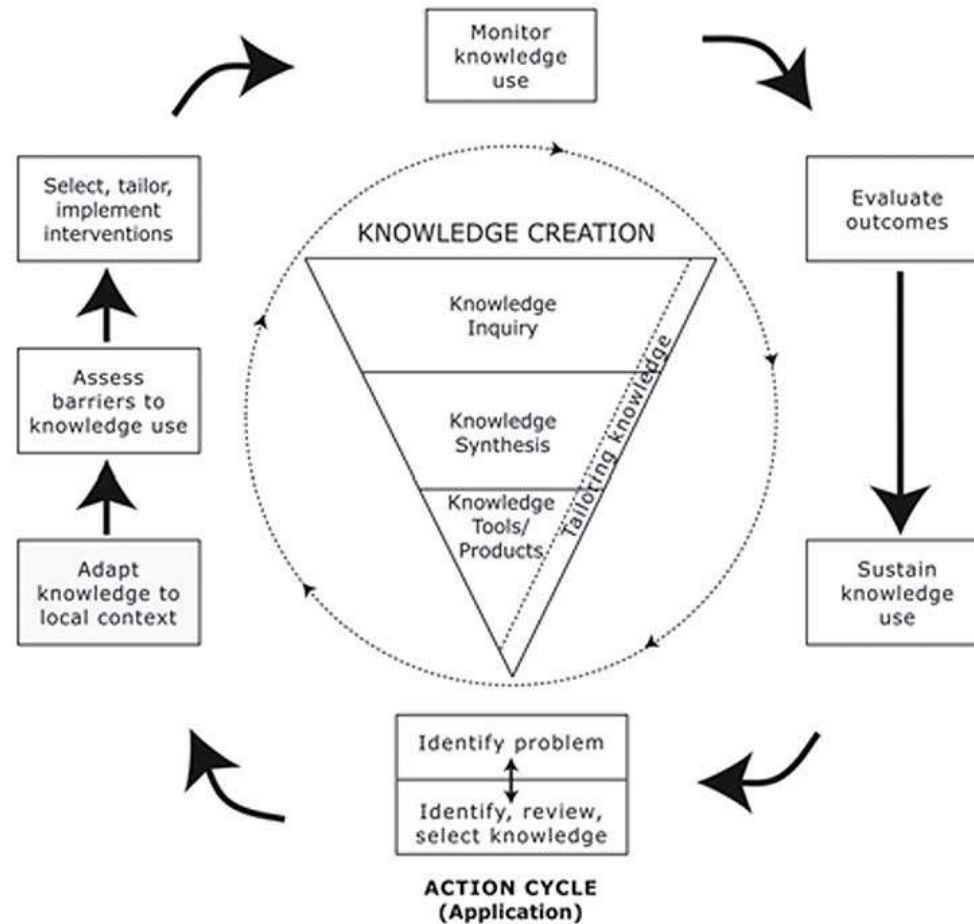 Monitor
knowledge
use
Select, tailor,
implement
interventions
Evaluate
outcomes
KNOWLEDGE CREATION
Knowledge
Inquiry
Tailoring knowledge
Assess
barriers to
knowledge use
Knowledge
Synthesis
Knowledge
Tools/
Products
Adapt
knowledge to
local context
Sustain
knowledge
use
Identify problem
Identify, review,
select knowledge
ACTION CYCLE
(Application)